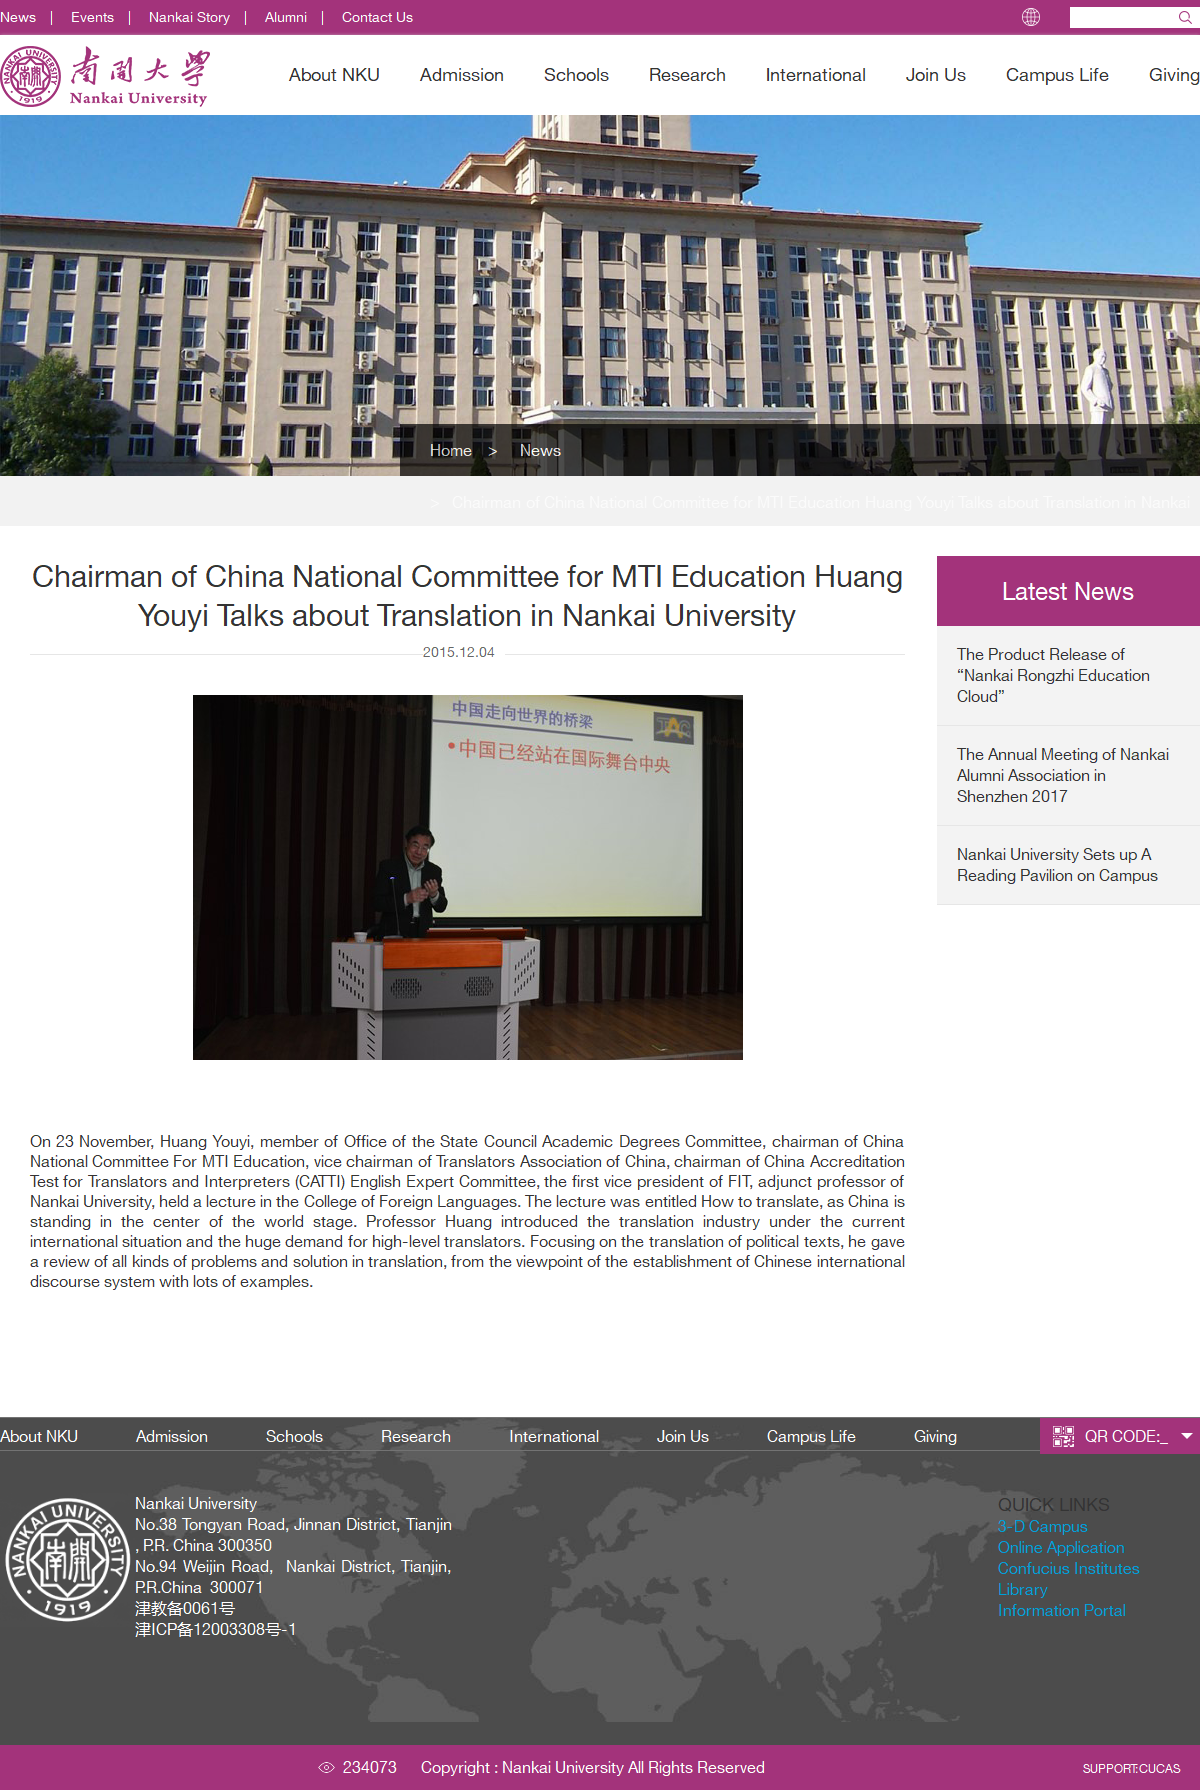 News | Events | Nankai Story | Alumni | Contact Us
NANKAI UNIVERSITY
1919
南開大學
Nankai University
About NKU Admission Schools Research International Join Us Campus Life Giving
Home > News
> Chairman of China National Committee for MTI Education Huang Youyi Talks about Translation in Nankai
Chairman of China National Committee for MTI Education Huang
Youyi Talks about Translation in Nankai University
2015.12.04
中国走向世界的桥梁
TAC
•中国已经站在国际舞台中央
On 23 November, Huang Youyi, member of Office of the State Council Academic Degrees Committee, chairman of China
National Committee For MTI Education, vice chairman of Translators Association of China, chairman of China Accreditation
Test for Translators and Interpreters (CATTI) English Expert Committee, the first vice president of FIT, adjunct professor of
Nankai University, held a lecture in the College of Foreign Languages. The lecture was entitled How to translate, as China is
standing in the center of the world stage. Professor Huang introduced the translation industry under the current
international situation and the huge demand for high-level translators. Focusing on the translation of political texts, he gave
a review of all kinds of problems and solution in translation, from the viewpoint of the establishment of Chinese international
discourse system with lots of examples.
Latest News
The Product Release of
“Nankai Rongzhi Education
Cloud”
The Annual Meeting of Nankai
Alumni Association in
Shenzhen 2017
Nankai University Sets up A
Reading Pavilion on Campus
About NKU Admission Schools Research International Join Us Campus Life Giving
QR CODE:_
NANKAI UNIVERSITY
南開
1919
Nankai University
No.38 Tongyan Road, Jinnan District, Tianjin
, P.R. China 300350
No.94 Weijin Road, Nankai District, Tianjin,
P.R.China 300071
津教备0061号
津ICP备12003308号-1
QUICK LINKS
3-D Campus
Online Application
Confucius Institutes
Library
Information Portal
234073 Copyright : Nankai University All Rights Reserved
SUPPORT:CUCAS